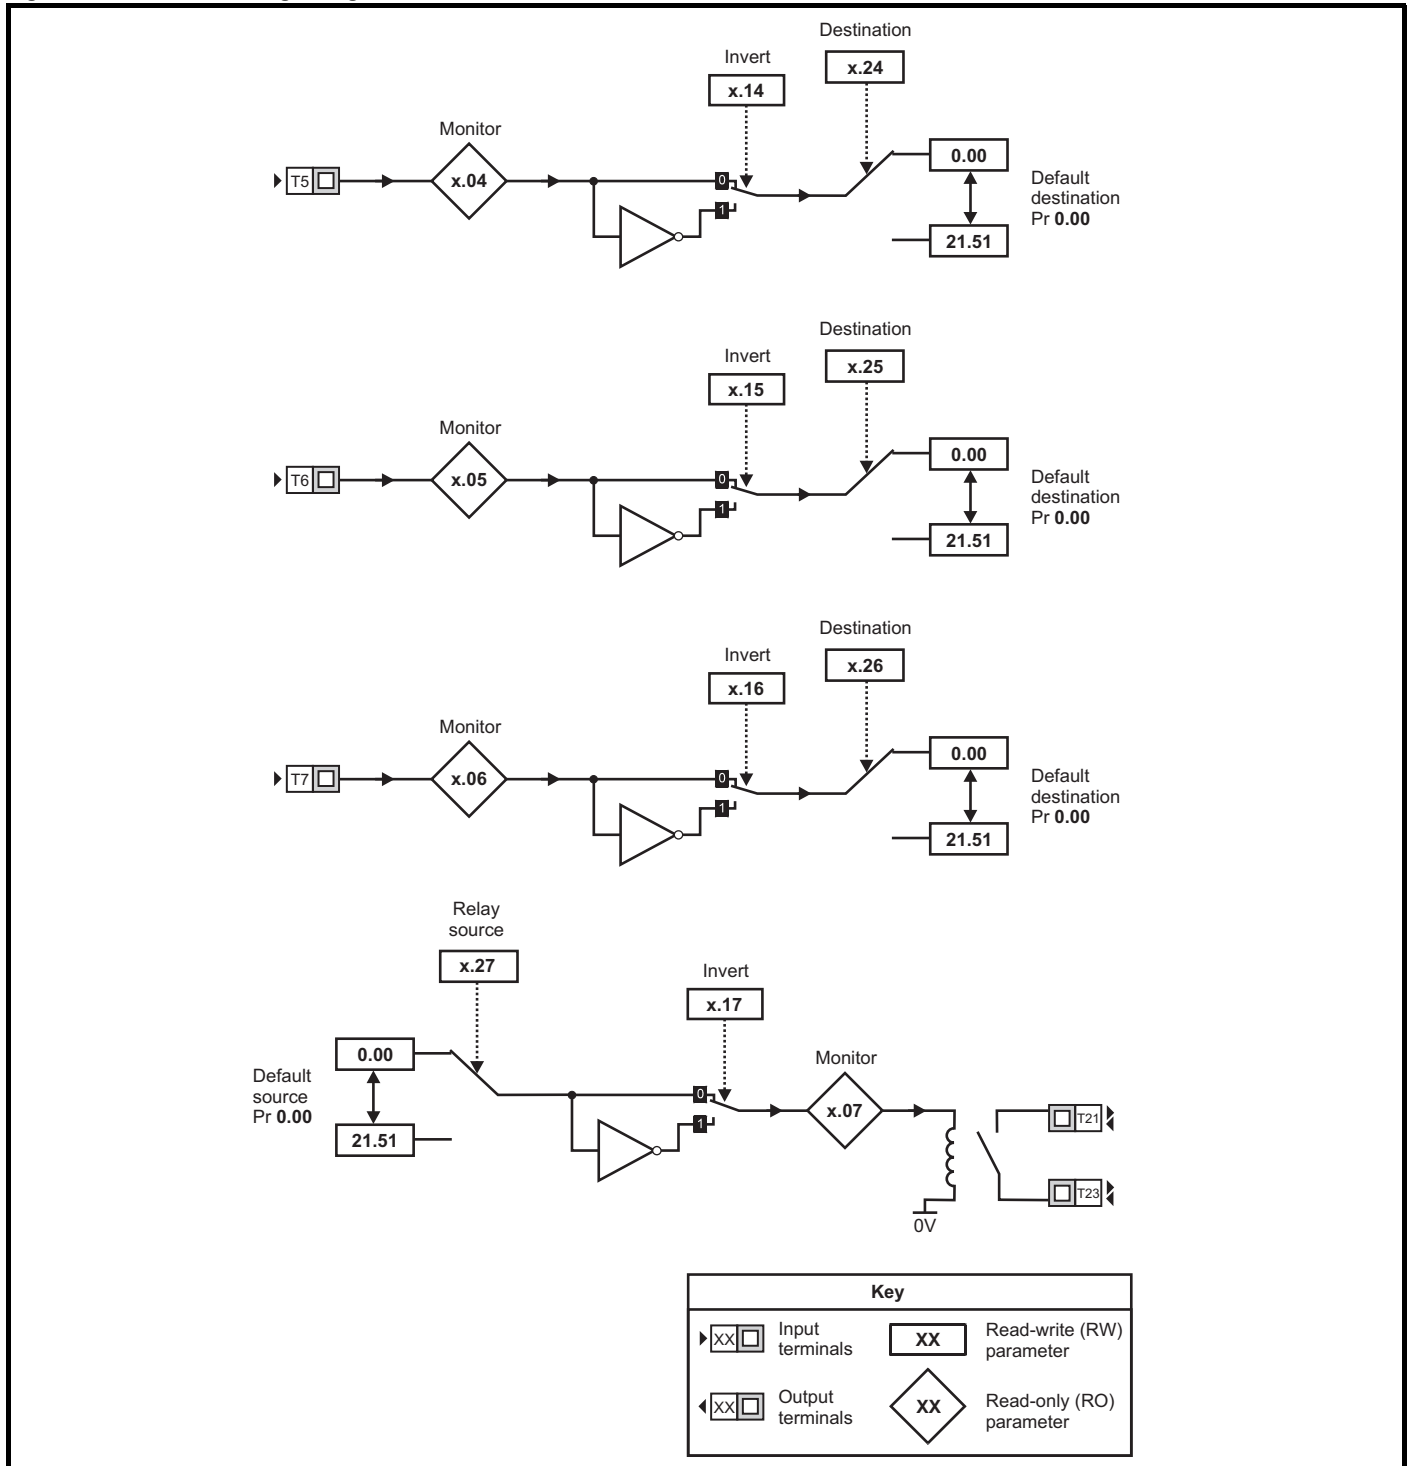 Destination
x.24
Invert
x.14
Monitor
T5
x.04
0
1
0.00
21.51
Default
destination
Pr 0.00
Destination
x.25
Invert
x.15
Monitor
T6
x.05
0
1
0.00
21.51
Default
destination
Pr 0.00
Destination
x.26
Invert
x.16
Monitor
T7
x.06
0
1
0.00
21.51
Default
destination
Pr 0.00
Relay
source
x.27
Invert
x.17
Default
source
Pr 0.00
0.00
21.51
0
1
Monitor
x.07
0V
T21
T23
Key
XX
Input
terminals
XX
Read-write (RW)
parameter
XX
Output
terminals
XX
Read-only (RO)
parameter